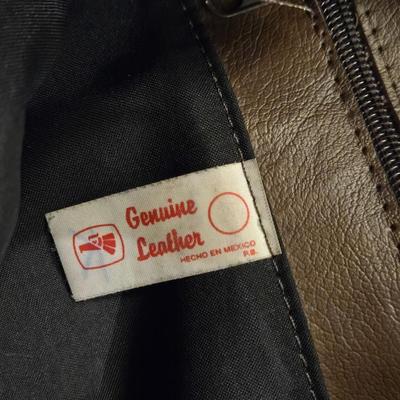 Genuine
Leather
HECHO EN MEXICO
P.B.